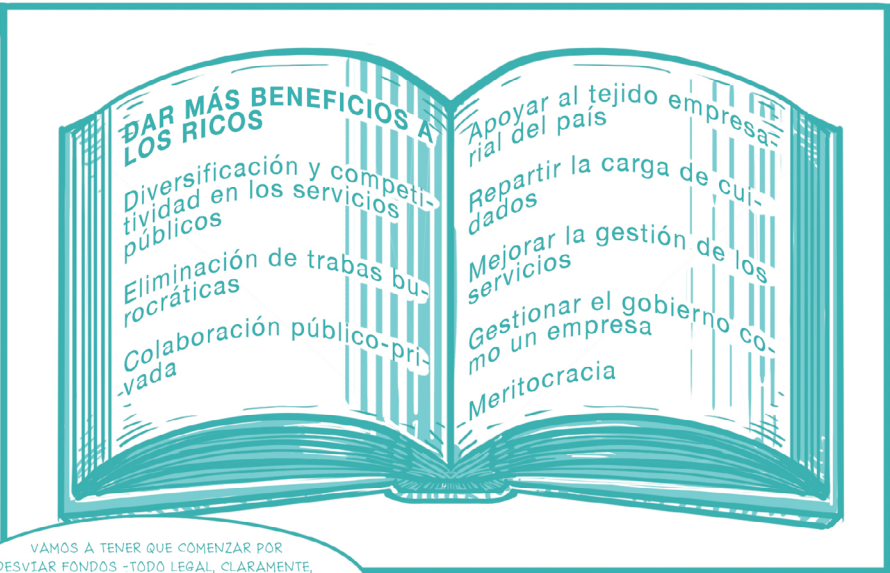 DAR MÁS BENEFICIOS A
LOS RICOS
Diversificación y competi-
tividad en los servicios
públicos
Eliminación de trabas bu-
rocráticas
Colaboración público-pri-
-vada
Apoyar al tejido empresa-
rial del país
Repartir la carga de cui-
dados
Mejorar la gestión de los
servicios
Gestionar el gobierno co-
mo un empresa
Meritocracia
VAMOS A TENER QUE COMENZAR POR
DESVIAR FONDOS -TODO LEGAL, CLARAMENTE,